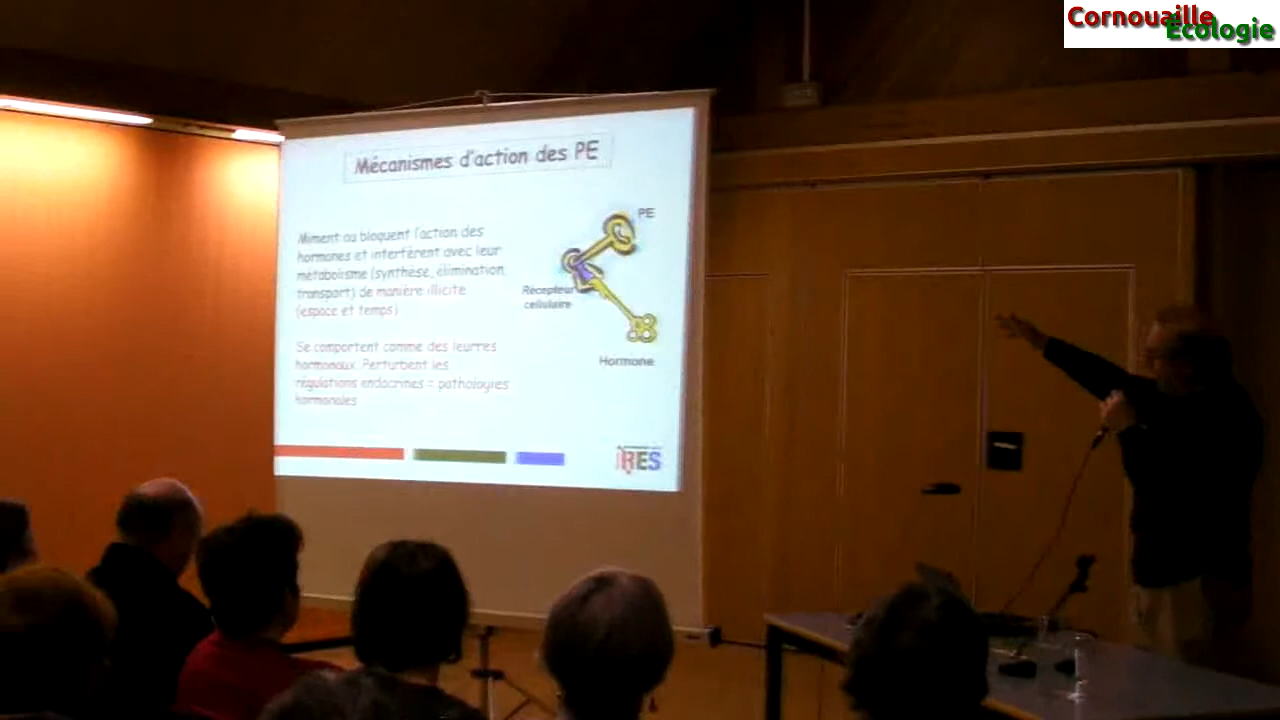 Cornouaille
Ecologie
Mécanismes d'action des PE
Miment ou bloquent l'action des
hormones et interfèrent avec leur
métabolisme (synthèse, élimination,
transport) de manière illicite
(espace et temps)
Se comportent comme des leurres
hormonaux. Perturbent les
régulations endocrines = pathologies
hormonales
PE
Récepteur
cellulaire
Hormone
IRES